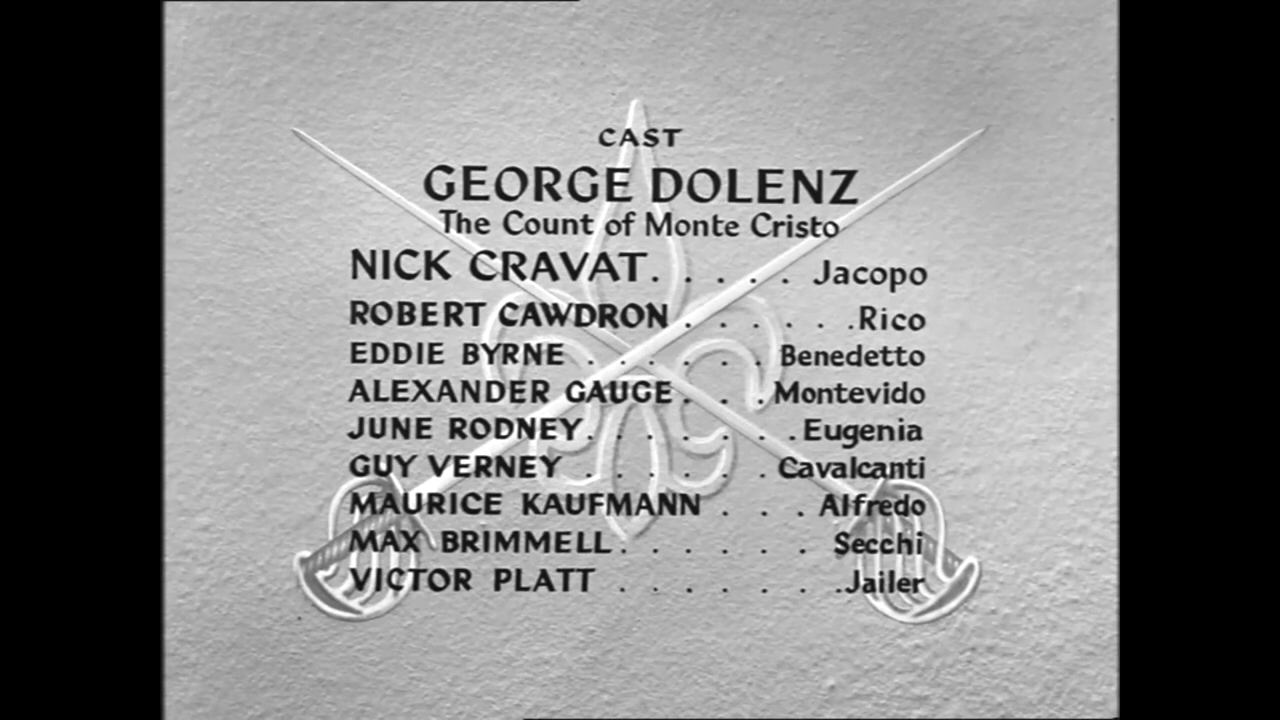 CAST
GEORGE DOLENZ
The Count of Monte Cristo
NICK CRAVAT. . . . . Jacopo
ROBERT CAWDRON . . . . . .Rico
EDDIE BYRNE . . . . . . Benedetto
ALEXANDER GAUGE. . .Montevido
JUNE RODNEY. . . . . . .Eugenia
GUY VERNEY . . . . . . Cavalcanti
MAURICE KAUFMANN . . . Alfredo
MAX BRIMMELL. . . . . . . Secchi
VICTOR PLATT . . . . . . .Jailer